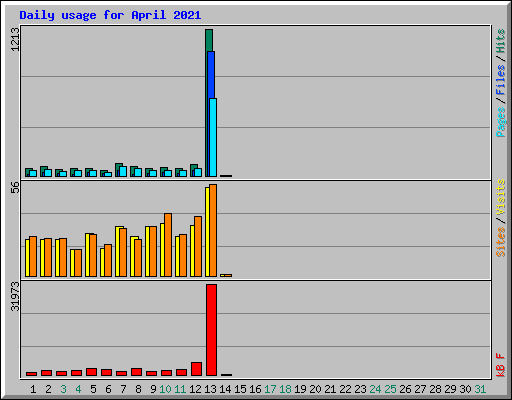 Daily usage for April 2021
1213
Pages / Files / Hits
56
Sites / Visits
31973
kB F
1 2 3 4 5 6 7 8 9 10 11 12 13 14 15 16 17 18 19 20 21 22 23 24 25 26 27 28 29 30 31